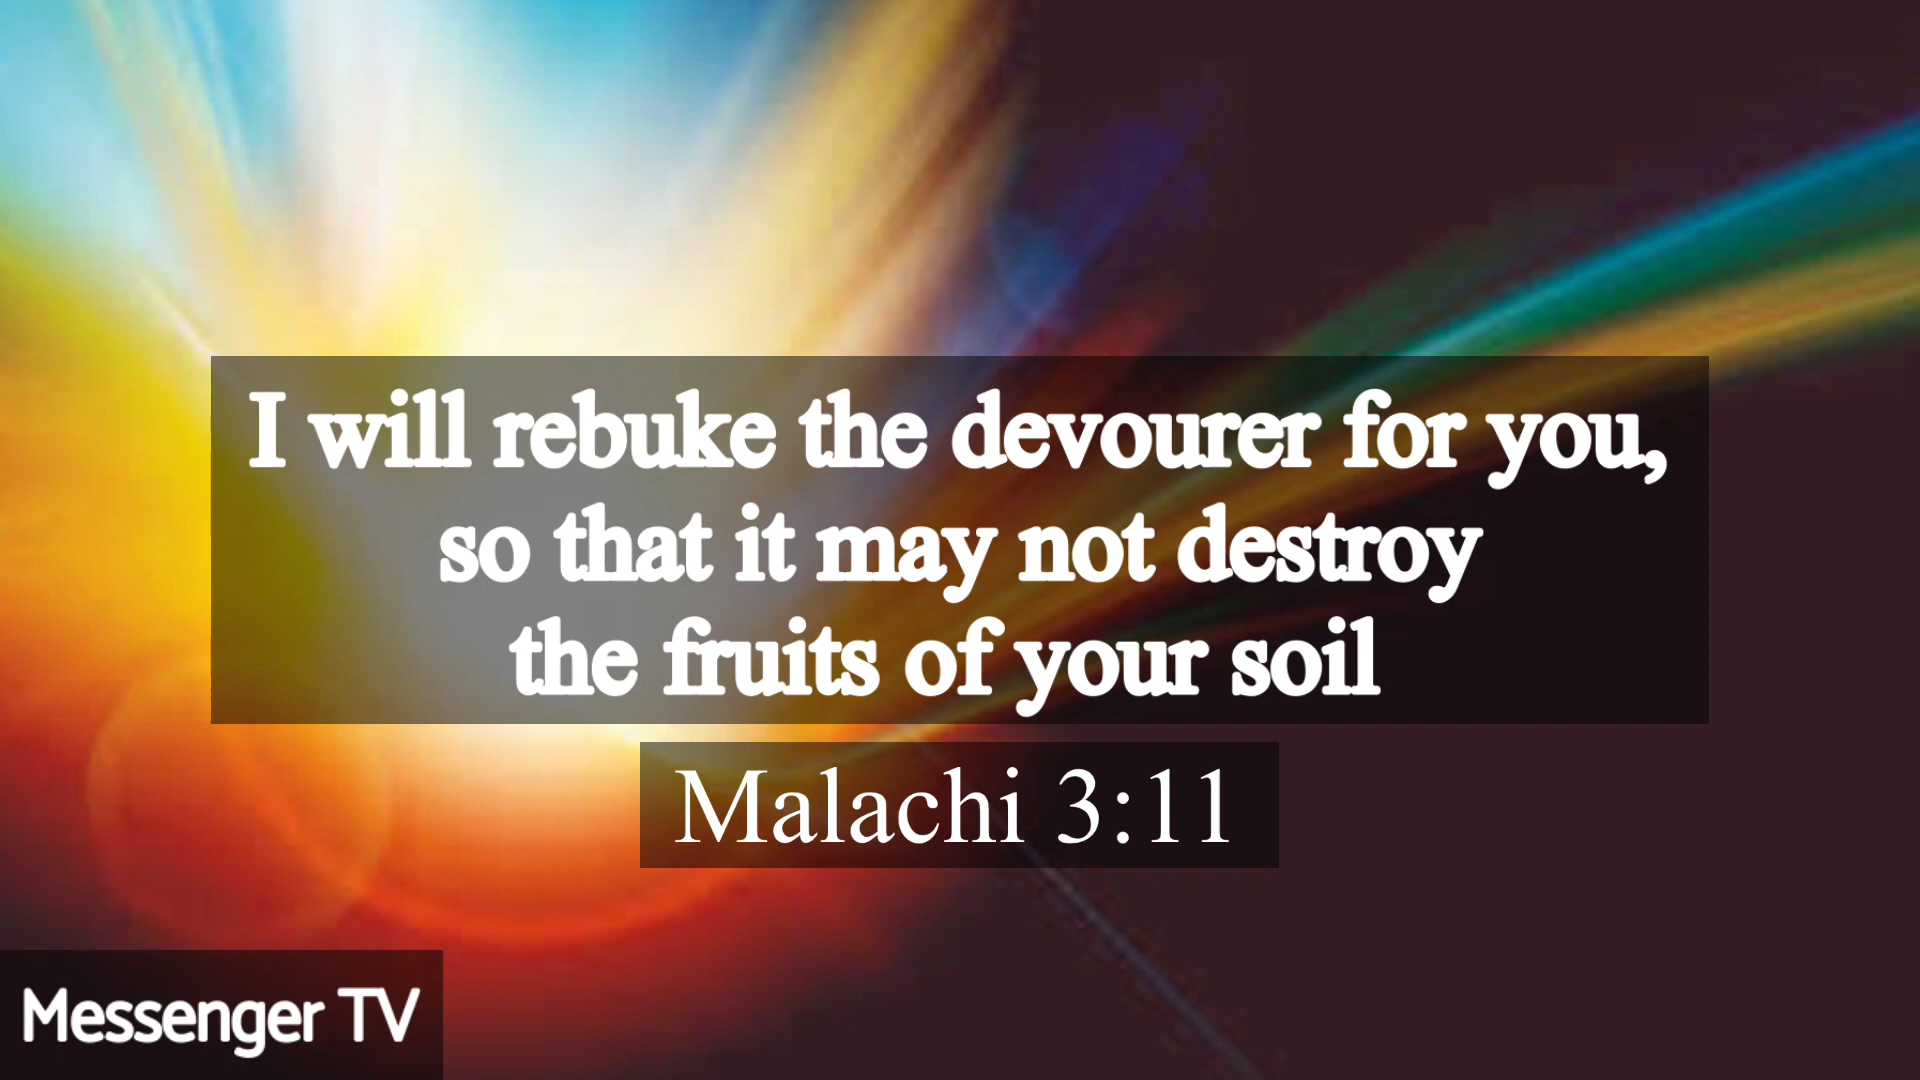 I will rebuke the devourer for you,
so that it may not destroy
the fruits of your soil
Malachi 3:11
Messenger TV